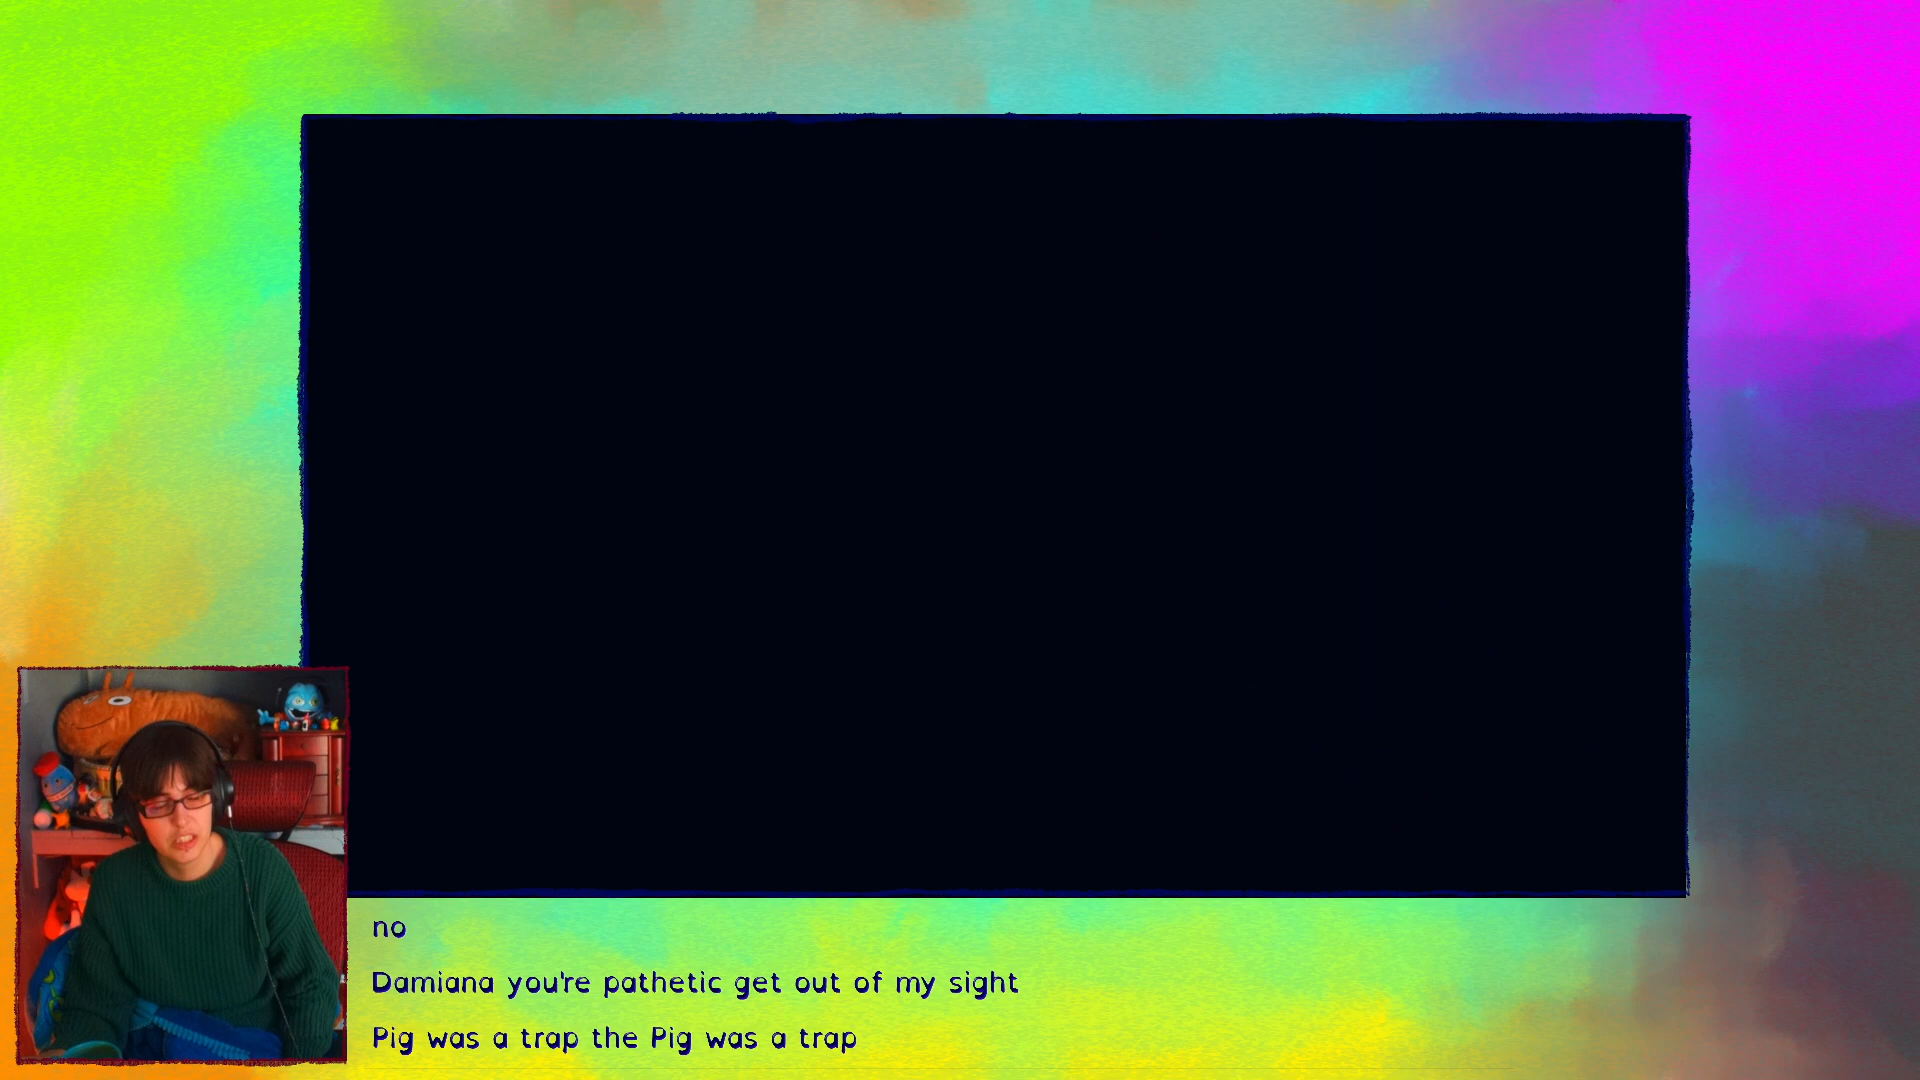 no
Damiana you're pathetic get out of my sight
Pig was a trap the Pig was a trap